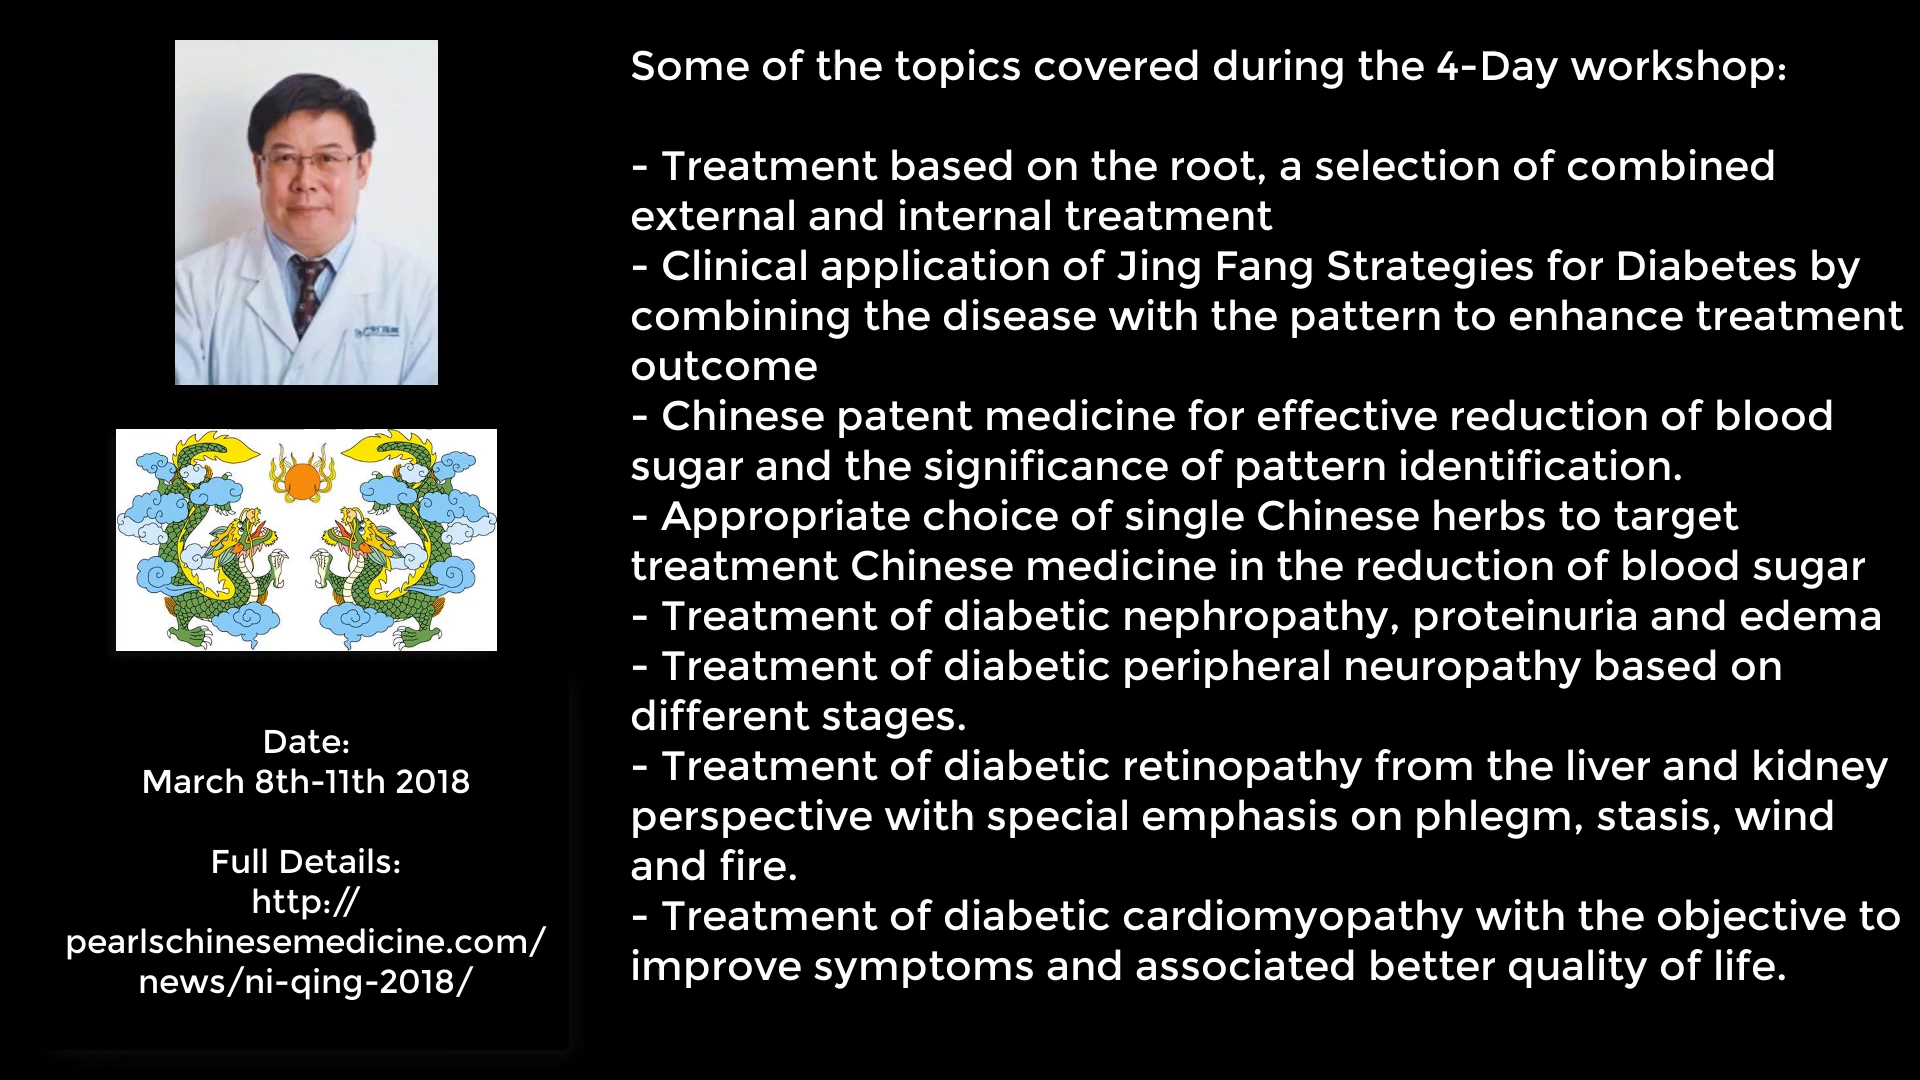 Some of the topics covered during the 4-Day workshop:
- Treatment based on the root, a selection of combined
external and internal treatment
- Clinical application of Jing Fang Strategies for Diabetes by
combining the disease with the pattern to enhance treatment
outcome
- Chinese patent medicine for effective reduction of blood
sugar and the significance of pattern identification.
- Appropriate choice of single Chinese herbs to target
treatment Chinese medicine in the reduction of blood sugar
- Treatment of diabetic nephropathy, proteinuria and edema
- Treatment of diabetic peripheral neuropathy based on
different stages.
- Treatment of diabetic retinopathy from the liver and kidney
perspective with special emphasis on phlegm, stasis, wind
and fire.
- Treatment of diabetic cardiomyopathy with the objective to
improve symptoms and associated better quality of life.
Date:
March 8th-11th 2018
Full Details:
http://
pearlschinesemedicine.com/
news/ni-qing-2018/